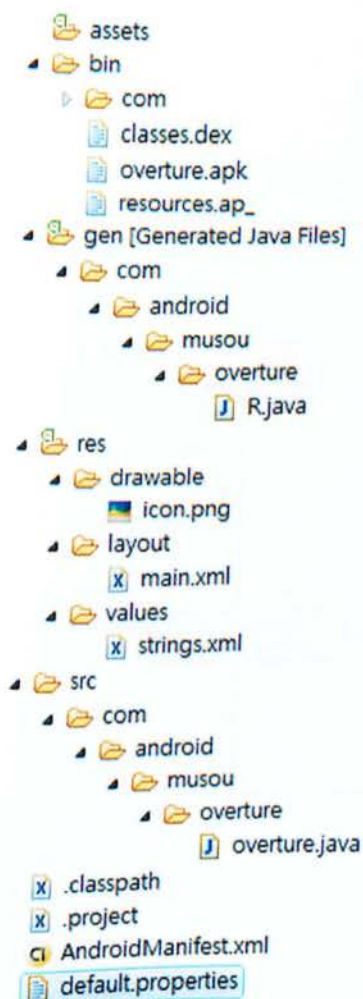 assets
bin
com
classes.dex
overture.apk
resources.ap_
gen [Generated Java Files]
com
android
musou
overture
R.java
res
drawable
icon.png
layout
main.xml
values
strings.xml
src
com
android
musou
overture
overture.java
.classpath
.project
AndroidManifest.xml
default.properties